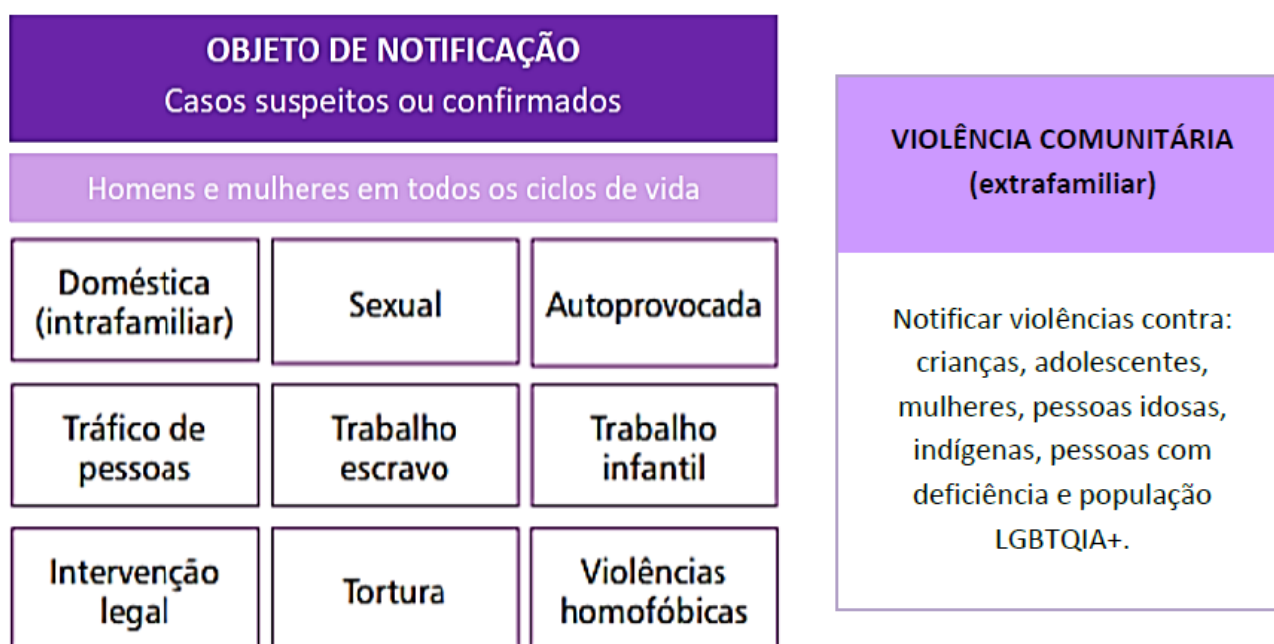 OBJETO DE NOTIFICAÇÃO
Casos suspeitos ou confirmados
Homens e mulheres em todos os ciclos de vida
Doméstica
(intrafamiliar)
Sexual
Autoprovocada
Tráfico de
pessoas
Trabalho
escravo
Trabalho
infantil
Intervenção
legal
Tortura
Violências
homofóbicas
VIOLÊNCIA COMUNITÁRIA
(extrafamiliar)
Notificar violências contra:
crianças, adolescentes,
mulheres, pessoas idosas,
indígenas, pessoas com
deficiência e população
LGBTQIA+.